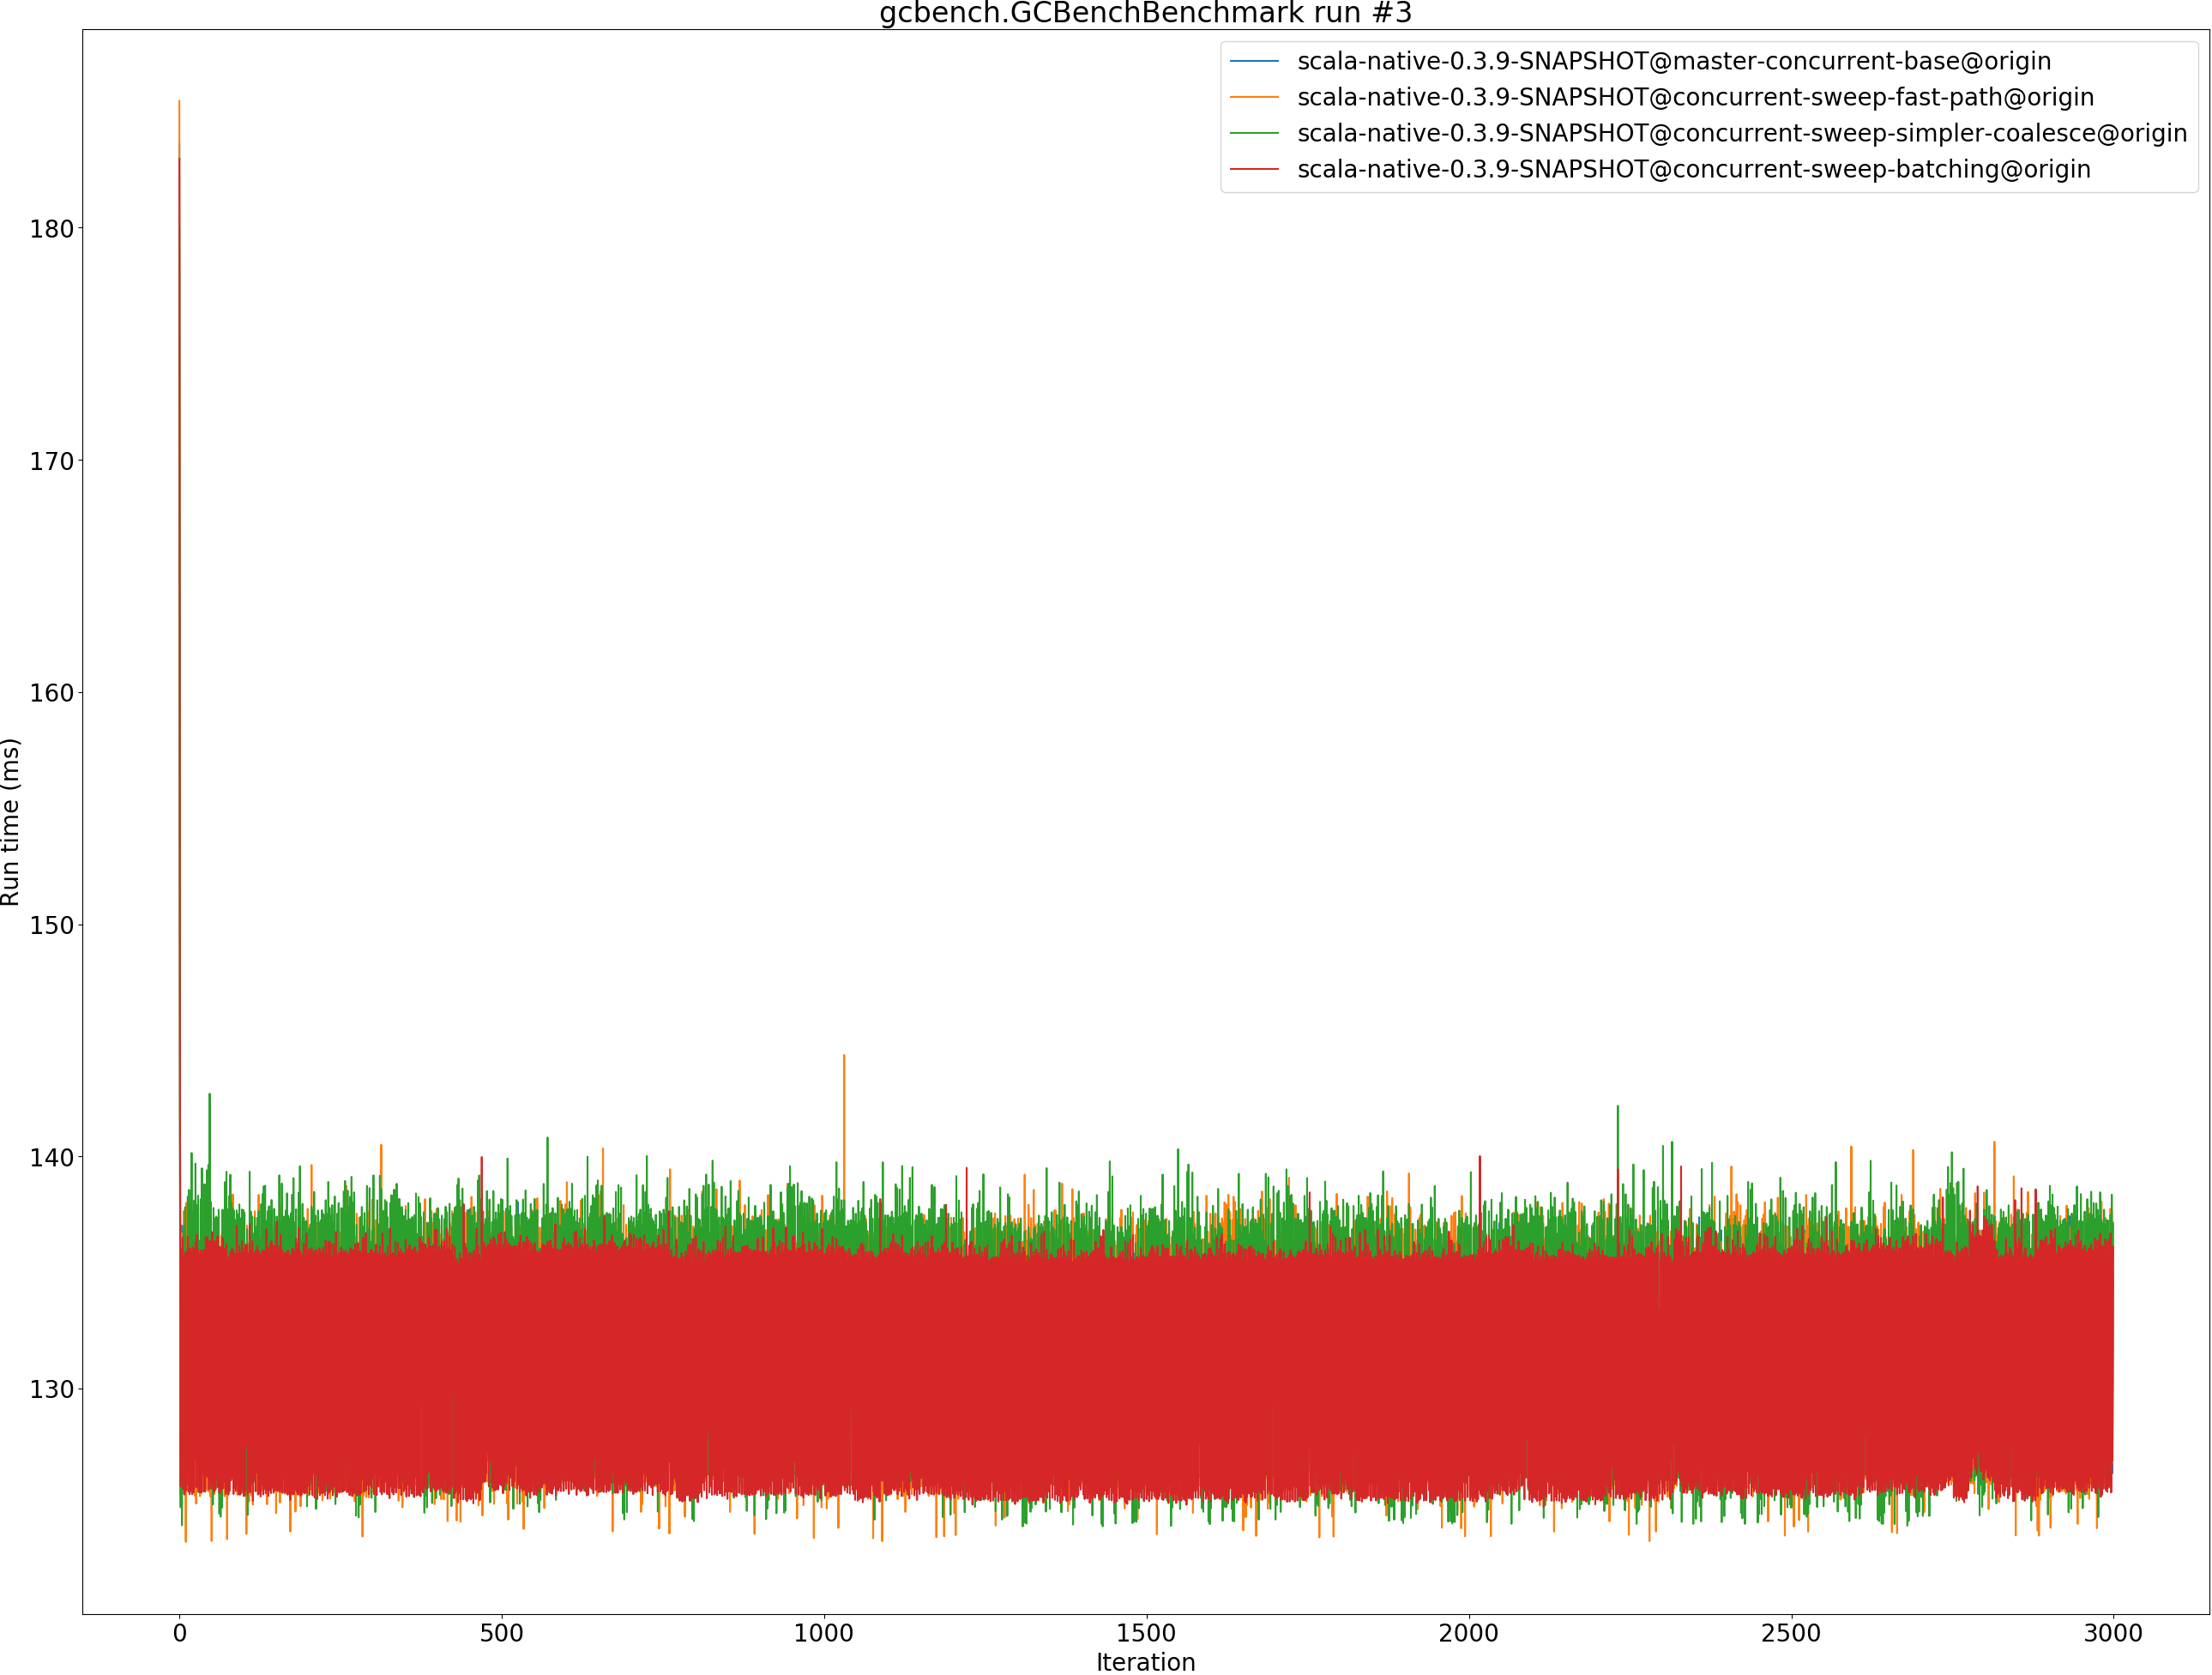 gcbench.GCBenchBenchmark run #3
scala-native-0.3.9-SNAPSHOT@master-concurrent-base@origin
scala-native-0.3.9-SNAPSHOT@concurrent-sweep-fast-path@origin
scala-native-0.3.9-SNAPSHOT@concurrent-sweep-simpler-coalesce@origin
scala-native-0.3.9-SNAPSHOT@concurrent-sweep-batching@origin
180
170
160
150
140
130
Run time (ms)
0 500 1000 1500 2000 2500 3000
Iteration